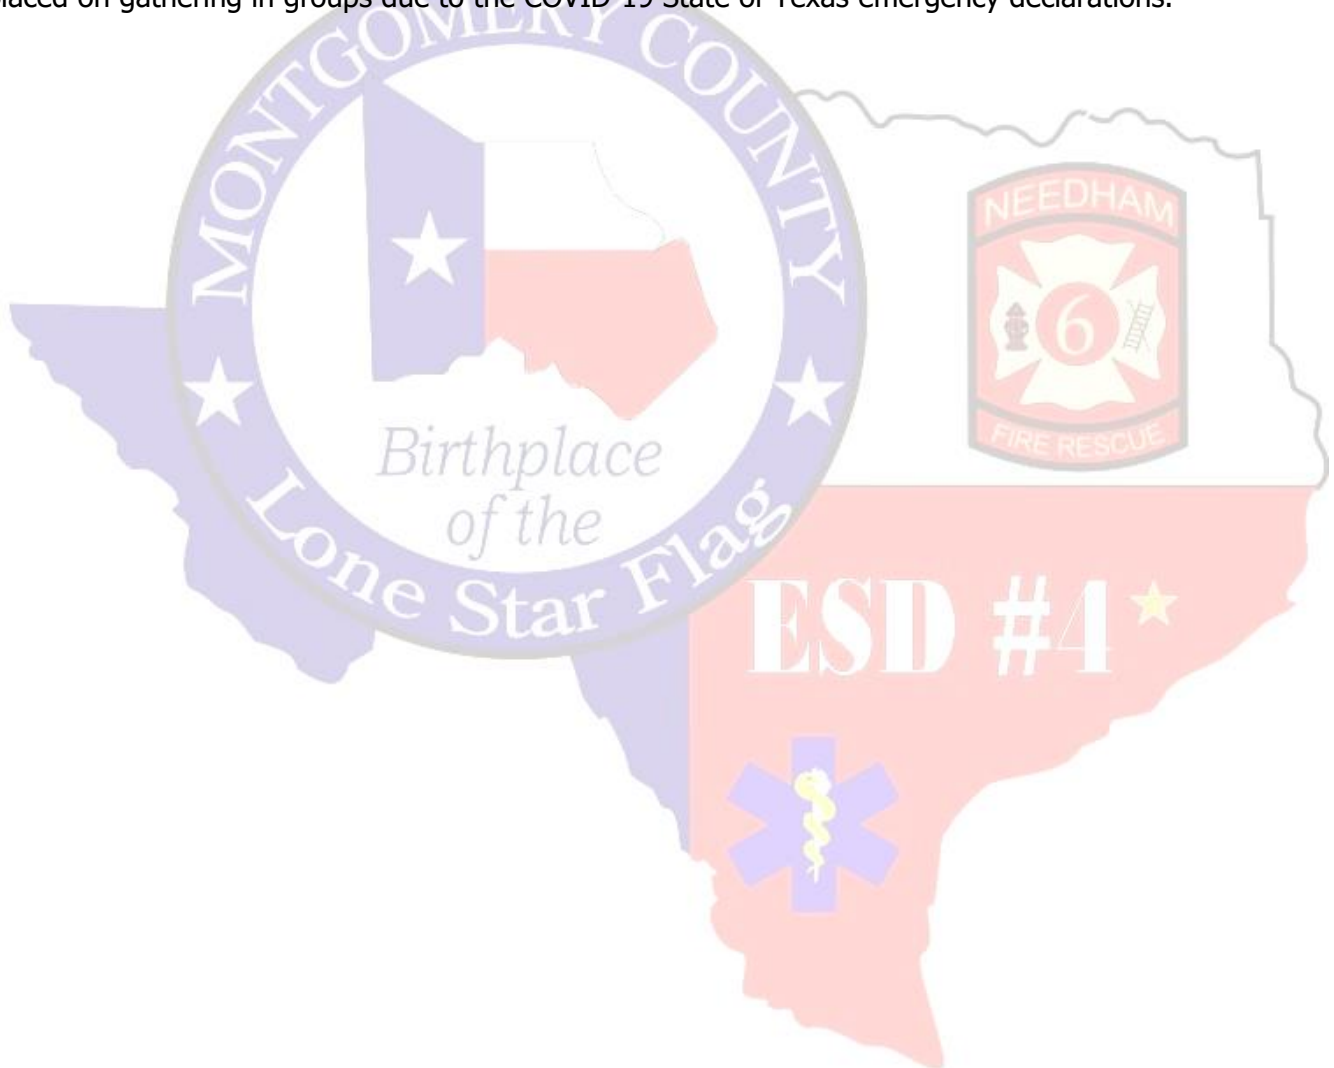 placed on gathering in groups due to the COVID-19 State of Texas emergency declarations.
MONTGOMERY COUNTY
NEEDHAM
6
FIRE RESCUE
Birthplace
of the
Lone Star Flag
ESD #4